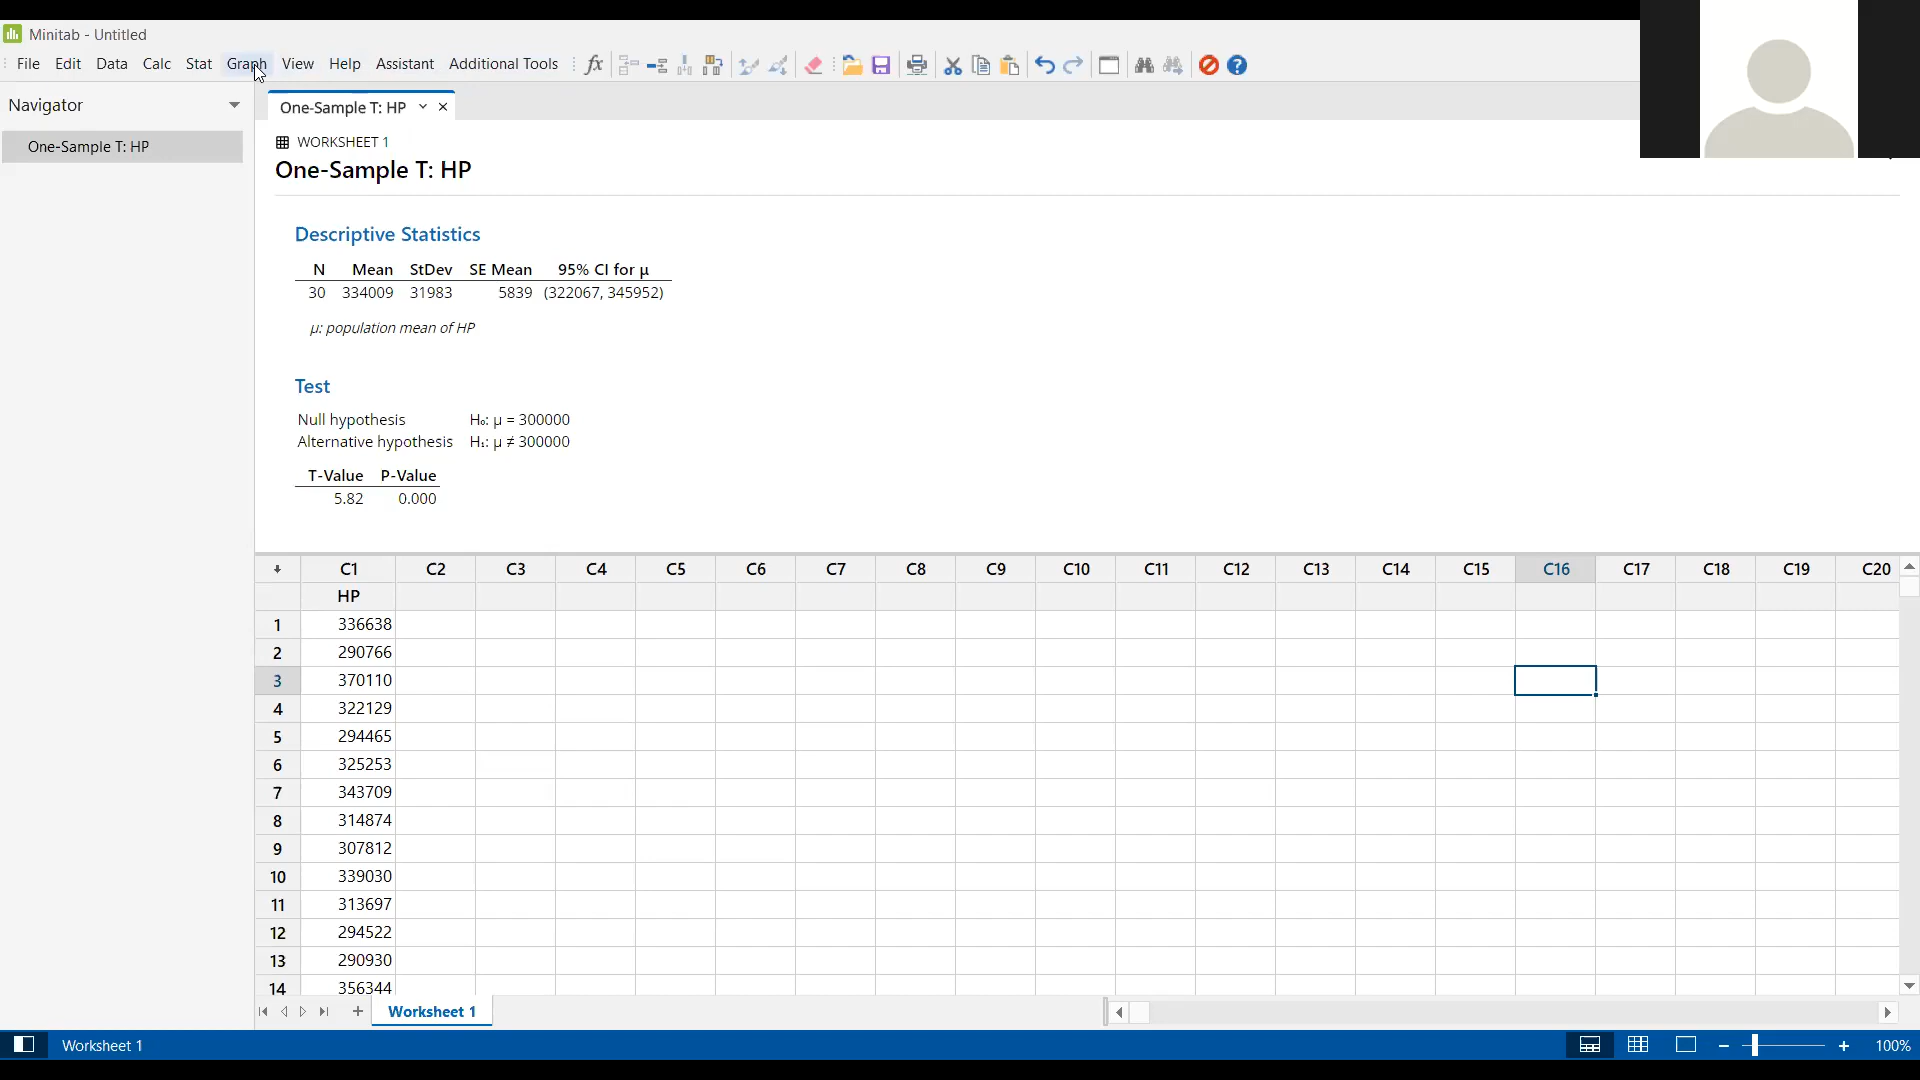 Minitab - Untitled
File Edit Data Calc Stat Graph View Help Assistant Additional Tools fx
Navigator
One-Sample T: HP
One-Sample T: HP
WORKSHEET 1
One-Sample T: HP
Descriptive Statistics
N Mean StDev SE Mean 95% CI for μ
30 334009 31983 5839 (322067, 345952)
μ: population mean of HP
Test
Null hypothesis H₀: μ = 300000
Alternative hypothesis H₁: μ ≠ 300000
T-Value P-Value
5.82 0.000
C1 C2 C3 C4 C5 C6 C7 C8 C9 C10 C11 C12 C13 C14 C15 C16 C17 C18 C19 C20
HP
1 336638
2 290766
3 370110
4 322129
5 294465
6 325253
7 343709
8 314874
9 307812
10 339030
11 313697
12 294522
13 290930
14 356344
Worksheet 1
Worksheet 1 100%